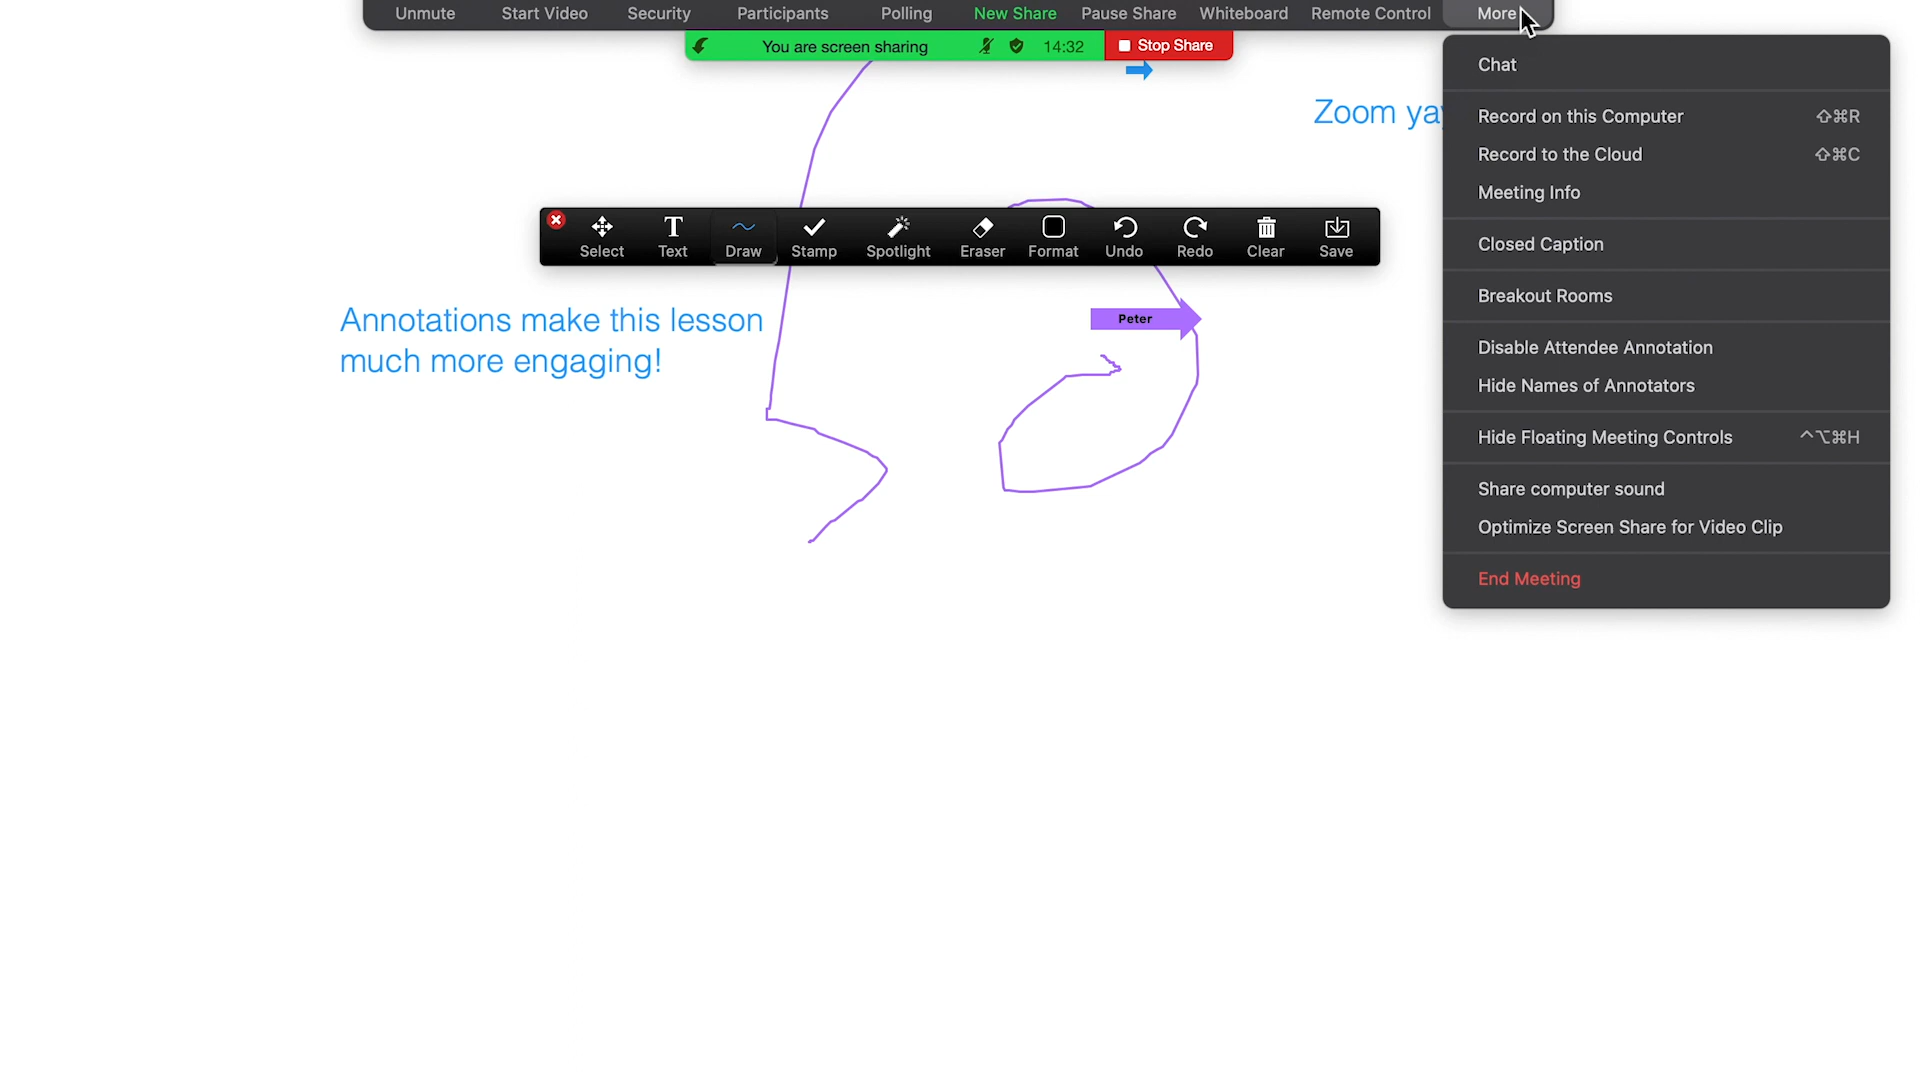 Unmute Start Video Security Participants Polling New Share Pause Share Whiteboard Remote Control More
You are screen sharing 14:32 Stop Share
Chat
Zoom yay
Record on this Computer ⇧⌘R
Record to the Cloud ⇧⌘C
Meeting Info
Select Text Draw Stamp Spotlight Eraser Format Undo Redo Clear Save
Closed Caption
Breakout Rooms
Annotations make this lesson
much more engaging!
Peter
Disable Attendee Annotation
Hide Names of Annotators
Hide Floating Meeting Controls ^⌥⌘H
Share computer sound
Optimize Screen Share for Video Clip
End Meeting